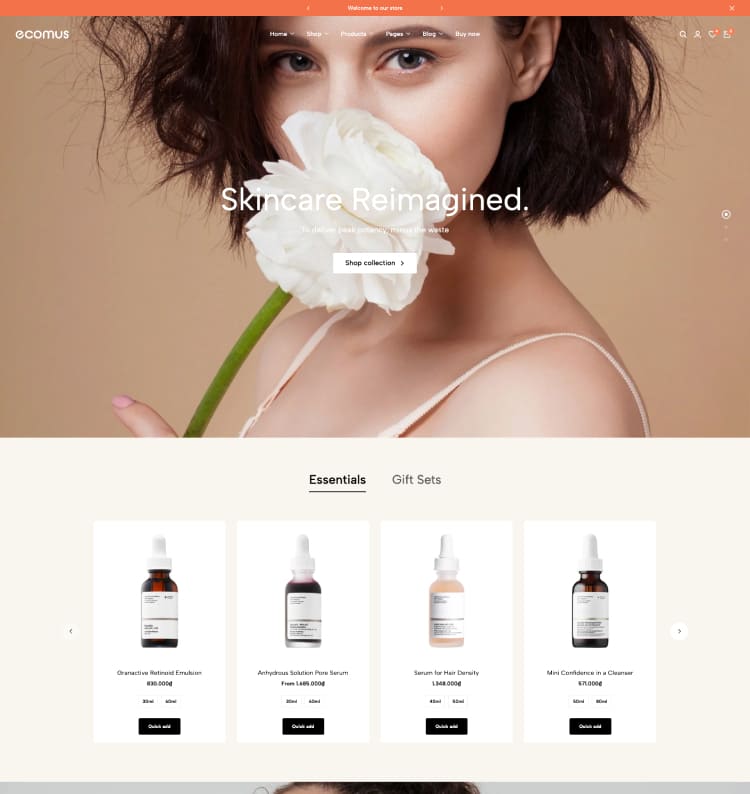 Welcome to our store
ecomus
Home Shop Products Pages Blog Buy now
Skincare Reimagined.
To deliver peak potency, minus the waste
Shop collection
Essentials Gift Sets
Granactive Retinoid Emulsion
830.000₫
30ml 60ml
Quick add
Anhydrous Solution Pore Serum
From 1.685.000₫
30ml 60ml
Quick add
Serum for Hair Density
1.348.000₫
40ml 50ml
Quick add
Mini Confidence in a Cleanser
571.000₫
50ml 80ml
Quick add